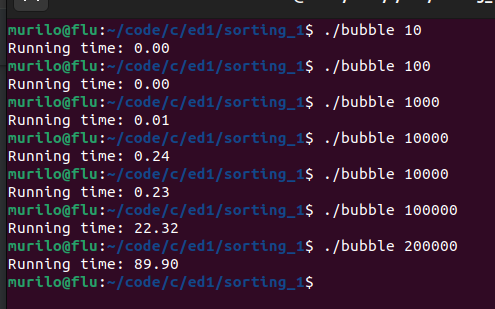 murilo@flu:~/code/c/ed1/sorting_1$ ./bubble 10
Running time: 0.00
murilo@flu:~/code/c/ed1/sorting_1$ ./bubble 100
Running time: 0.00
murilo@flu:~/code/c/ed1/sorting_1$ ./bubble 1000
Running time: 0.01
murilo@flu:~/code/c/ed1/sorting_1$ ./bubble 10000
Running time: 0.24
murilo@flu:~/code/c/ed1/sorting_1$ ./bubble 10000
Running time: 0.23
murilo@flu:~/code/c/ed1/sorting_1$ ./bubble 100000
Running time: 22.32
murilo@flu:~/code/c/ed1/sorting_1$ ./bubble 200000
Running time: 89.90
murilo@flu:~/code/c/ed1/sorting_1$